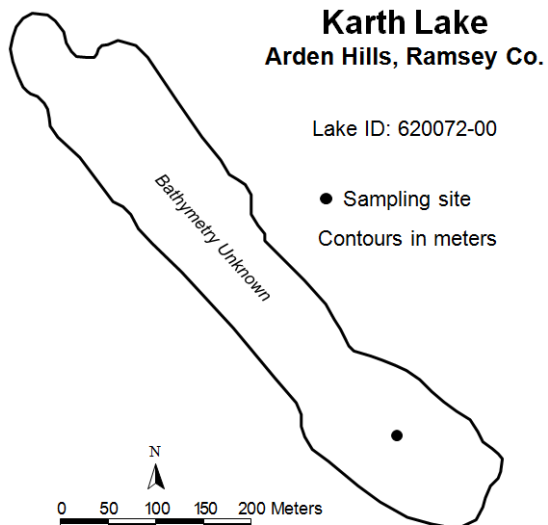 Karth Lake
Arden Hills, Ramsey Co.
Lake ID: 620072-00
Sampling site
Contours in meters
Bathymetry Unknown
N
0 50 100 150 200 Meters